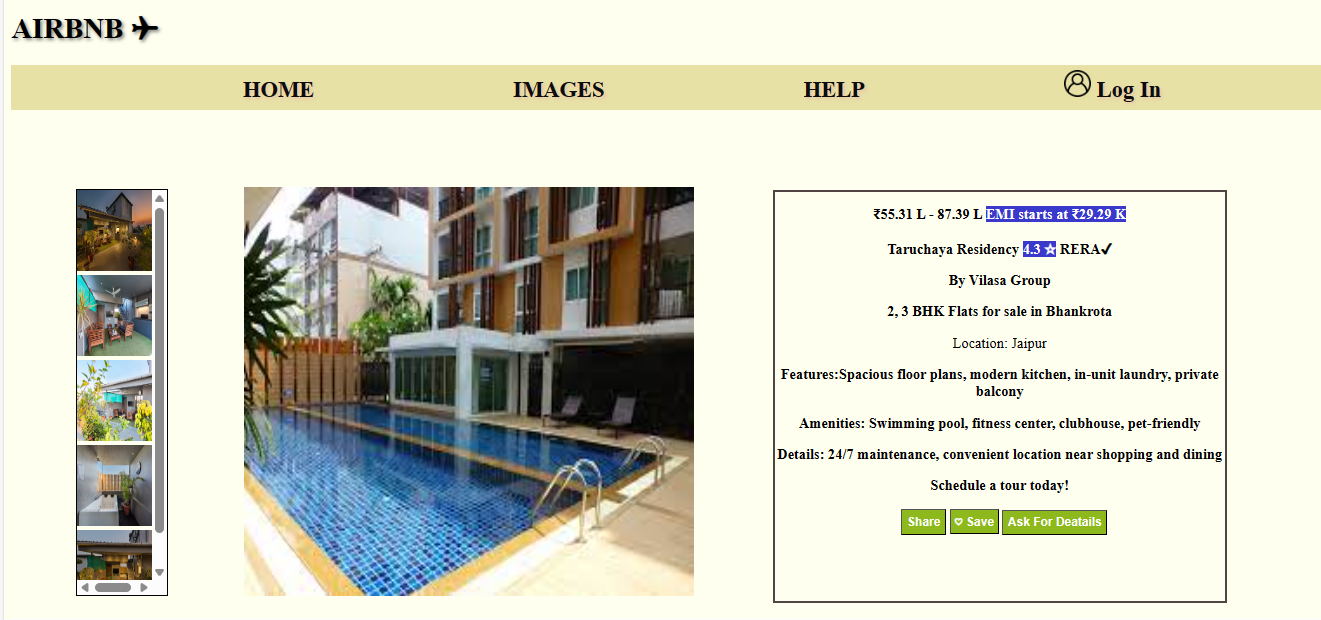 AIRBNB ✈
HOME IMAGES HELP Log In
₹55.31 L - 87.39 L EMI starts at ₹29.29 K
Taruchaya Residency 4.3 ☆ RERA✔
By Vilasa Group
2, 3 BHK Flats for sale in Bhankrota
Location: Jaipur
Features:Spacious floor plans, modern kitchen, in-unit laundry, private
balcony
Amenities: Swimming pool, fitness center, clubhouse, pet-friendly
Details: 24/7 maintenance, convenient location near shopping and dining
Schedule a tour today!
Share ♡ Save Ask For Deatails